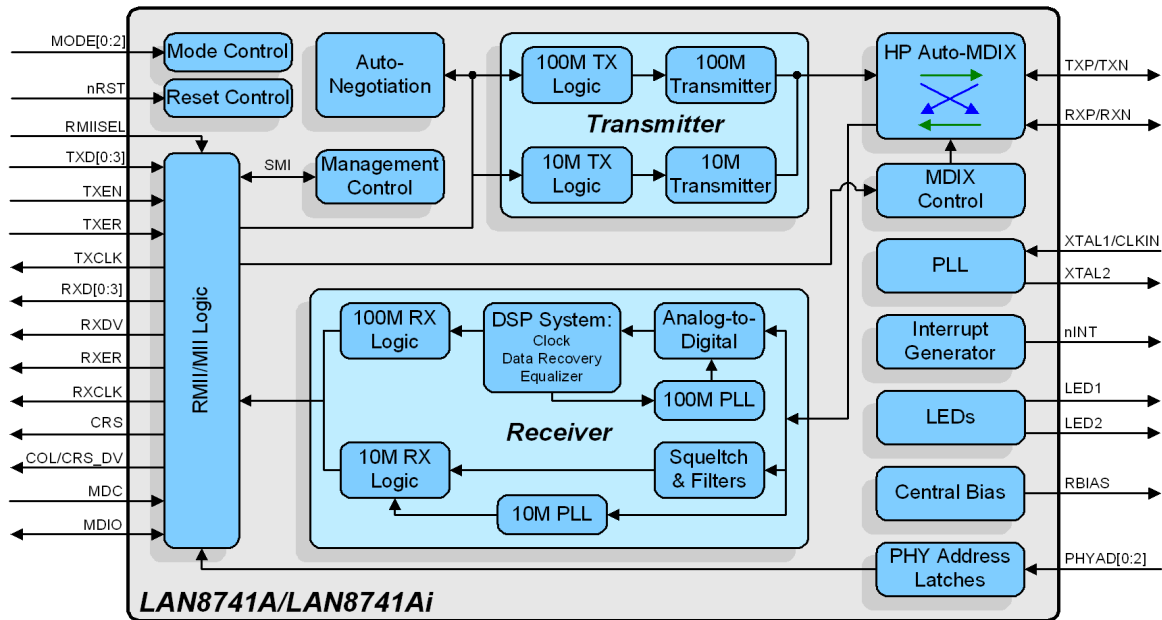 MODE[0:2]
nRST
RMIISEL
TXD[0:3]
TXEN
TXER
TXCLK
RXD[0:3]
RXDV
RXER
RXCLK
CRS
COL/CRS_DV
MDC
MDIO
Mode Control
Reset Control
RMII/MII Logic
SMI
Auto-
Negotiation
Management
Control
100M TX
Logic
100M
Transmitter
Transmitter
10M TX
Logic
10M
Transmitter
100M RX
Logic
DSP System:
Clock
Data Recovery
Equalizer
Analog-to-
Digital
100M PLL
Receiver
10M RX
Logic
Squeltch
& Filters
10M PLL
HP Auto-MDIX
MDIX
Control
PLL
Interrupt
Generator
LEDs
Central Bias
PHY Address
Latches
TXP/TXN
RXP/RXN
XTAL1/CLKIN
XTAL2
nINT
LED1
LED2
RBIAS
PHYAD[0:2]
LAN8741A/LAN8741Ai